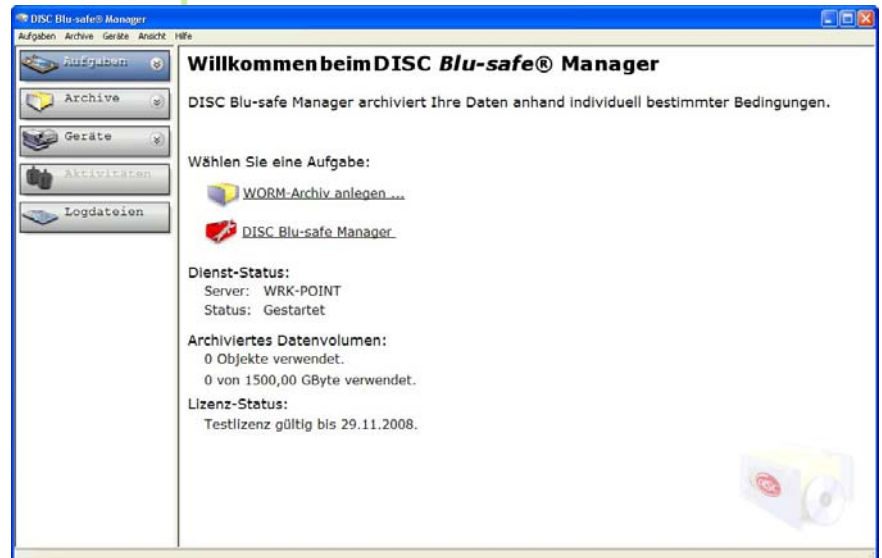 DISC Blu-safe® Manager
Aufgaben Archive Geräte Ansicht Hilfe
Aufgaben
Archive
Geräte
Aktivitäten
Logdateien
Willkommen beim DISC Blu-safe® Manager
DISC Blu-safe Manager archiviert Ihre Daten anhand individuell bestimmter Bedingungen.
Wählen Sie eine Aufgabe:
WORM-Archiv anlegen ...
DISC Blu-safe Manager
Dienst-Status:
Server: WRK-POINT
Status: Gestartet
Archiviertes Datenvolumen:
0 Objekte verwendet.
0 von 1500,00 GByte verwendet.
Lizenz-Status:
Testlizenz gültig bis 29.11.2008.
DISC